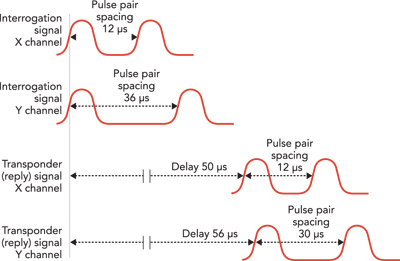 Interrogation
signal
X channel
Pulse pair
spacing
12 µs
Interrogation
signal
Y channel
Pulse pair
spacing
36 µs
Transponder
(reply) signal
X channel
Delay 50 µs
Pulse pair
spacing
12 µs
Transponder
(reply) signal
Y channel
Delay 56 µs
Pulse pair
spacing
30 µs